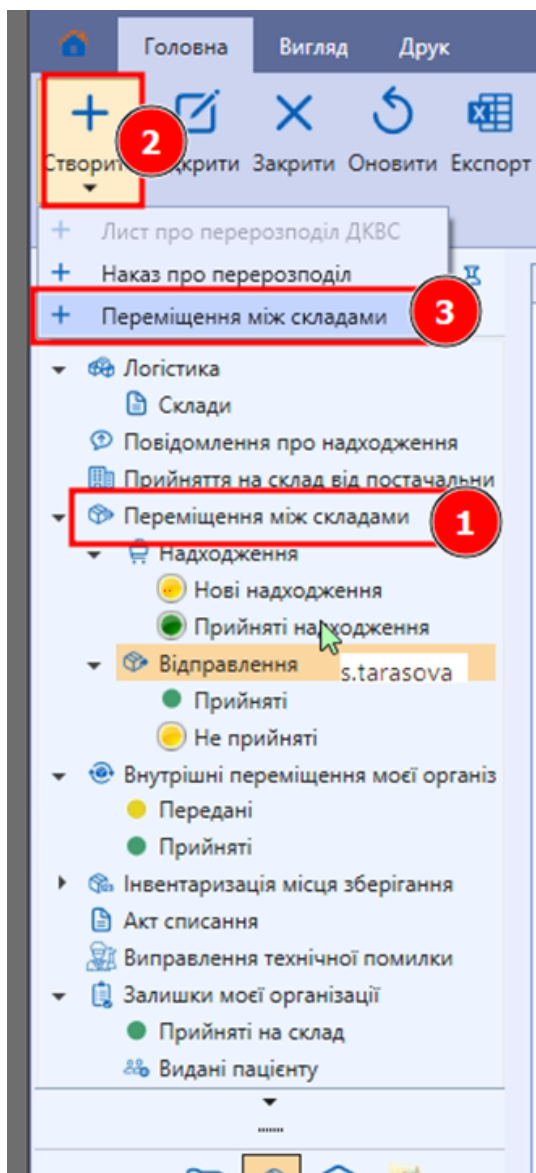 Головна Вигляд Друк
Створит крити Закрити Оновити Експорт
2
Лист про перерозподіл ДКВС
Наказ про перерозподіл
Переміщення між складами 3
Логістика
Склади
Повідомлення про надходження
Прийняття на склад від постачальни
Переміщення між складами 1
Надходження
Нові надходження
Прийняті надходження
Відправлення s.tarasova
Прийняті
Не прийняті
Внутрішні переміщення моєї організ
Передані
Прийняті
Інвентаризація місця зберігання
Акт списання
Виправлення технічної помилки
Залишки моєї організації
Прийняті на склад
Видані пацієнту